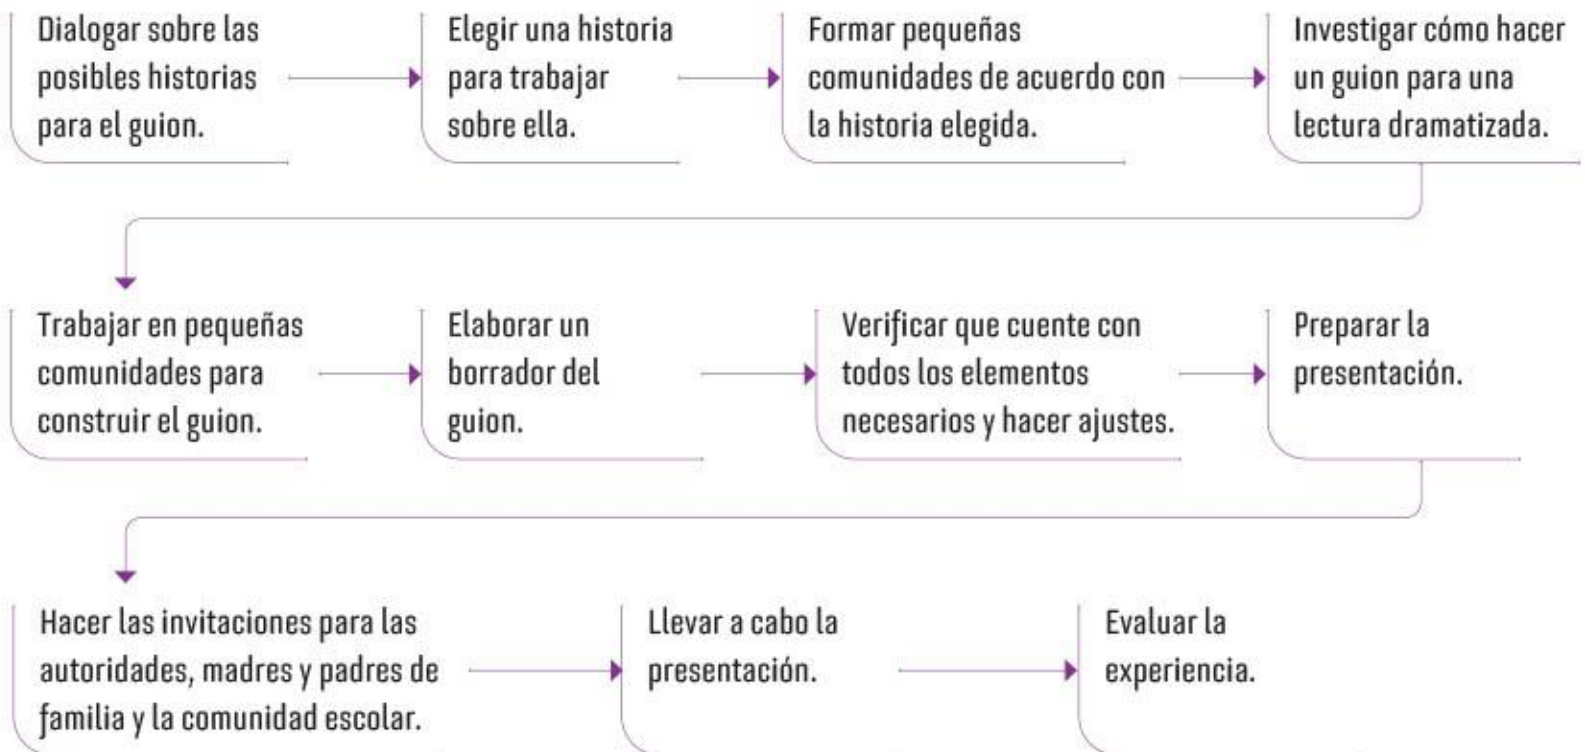 Dialogar sobre las
posibles historias
para el guion.
Elegir una historia
para trabajar
sobre ella.
Formar pequeñas
comunidades de acuerdo con
la historia elegida.
Investigar cómo hacer
un guion para una
lectura dramatizada.
Trabajar en pequeñas
comunidades para
construir el guion.
Elaborar un
borrador del
guion.
Verificar que cuente con
todos los elementos
necesarios y hacer ajustes.
Preparar la
presentación.
Hacer las invitaciones para las
autoridades, madres y padres de
familia y la comunidad escolar.
Llevar a cabo la
presentación.
Evaluar la
experiencia.